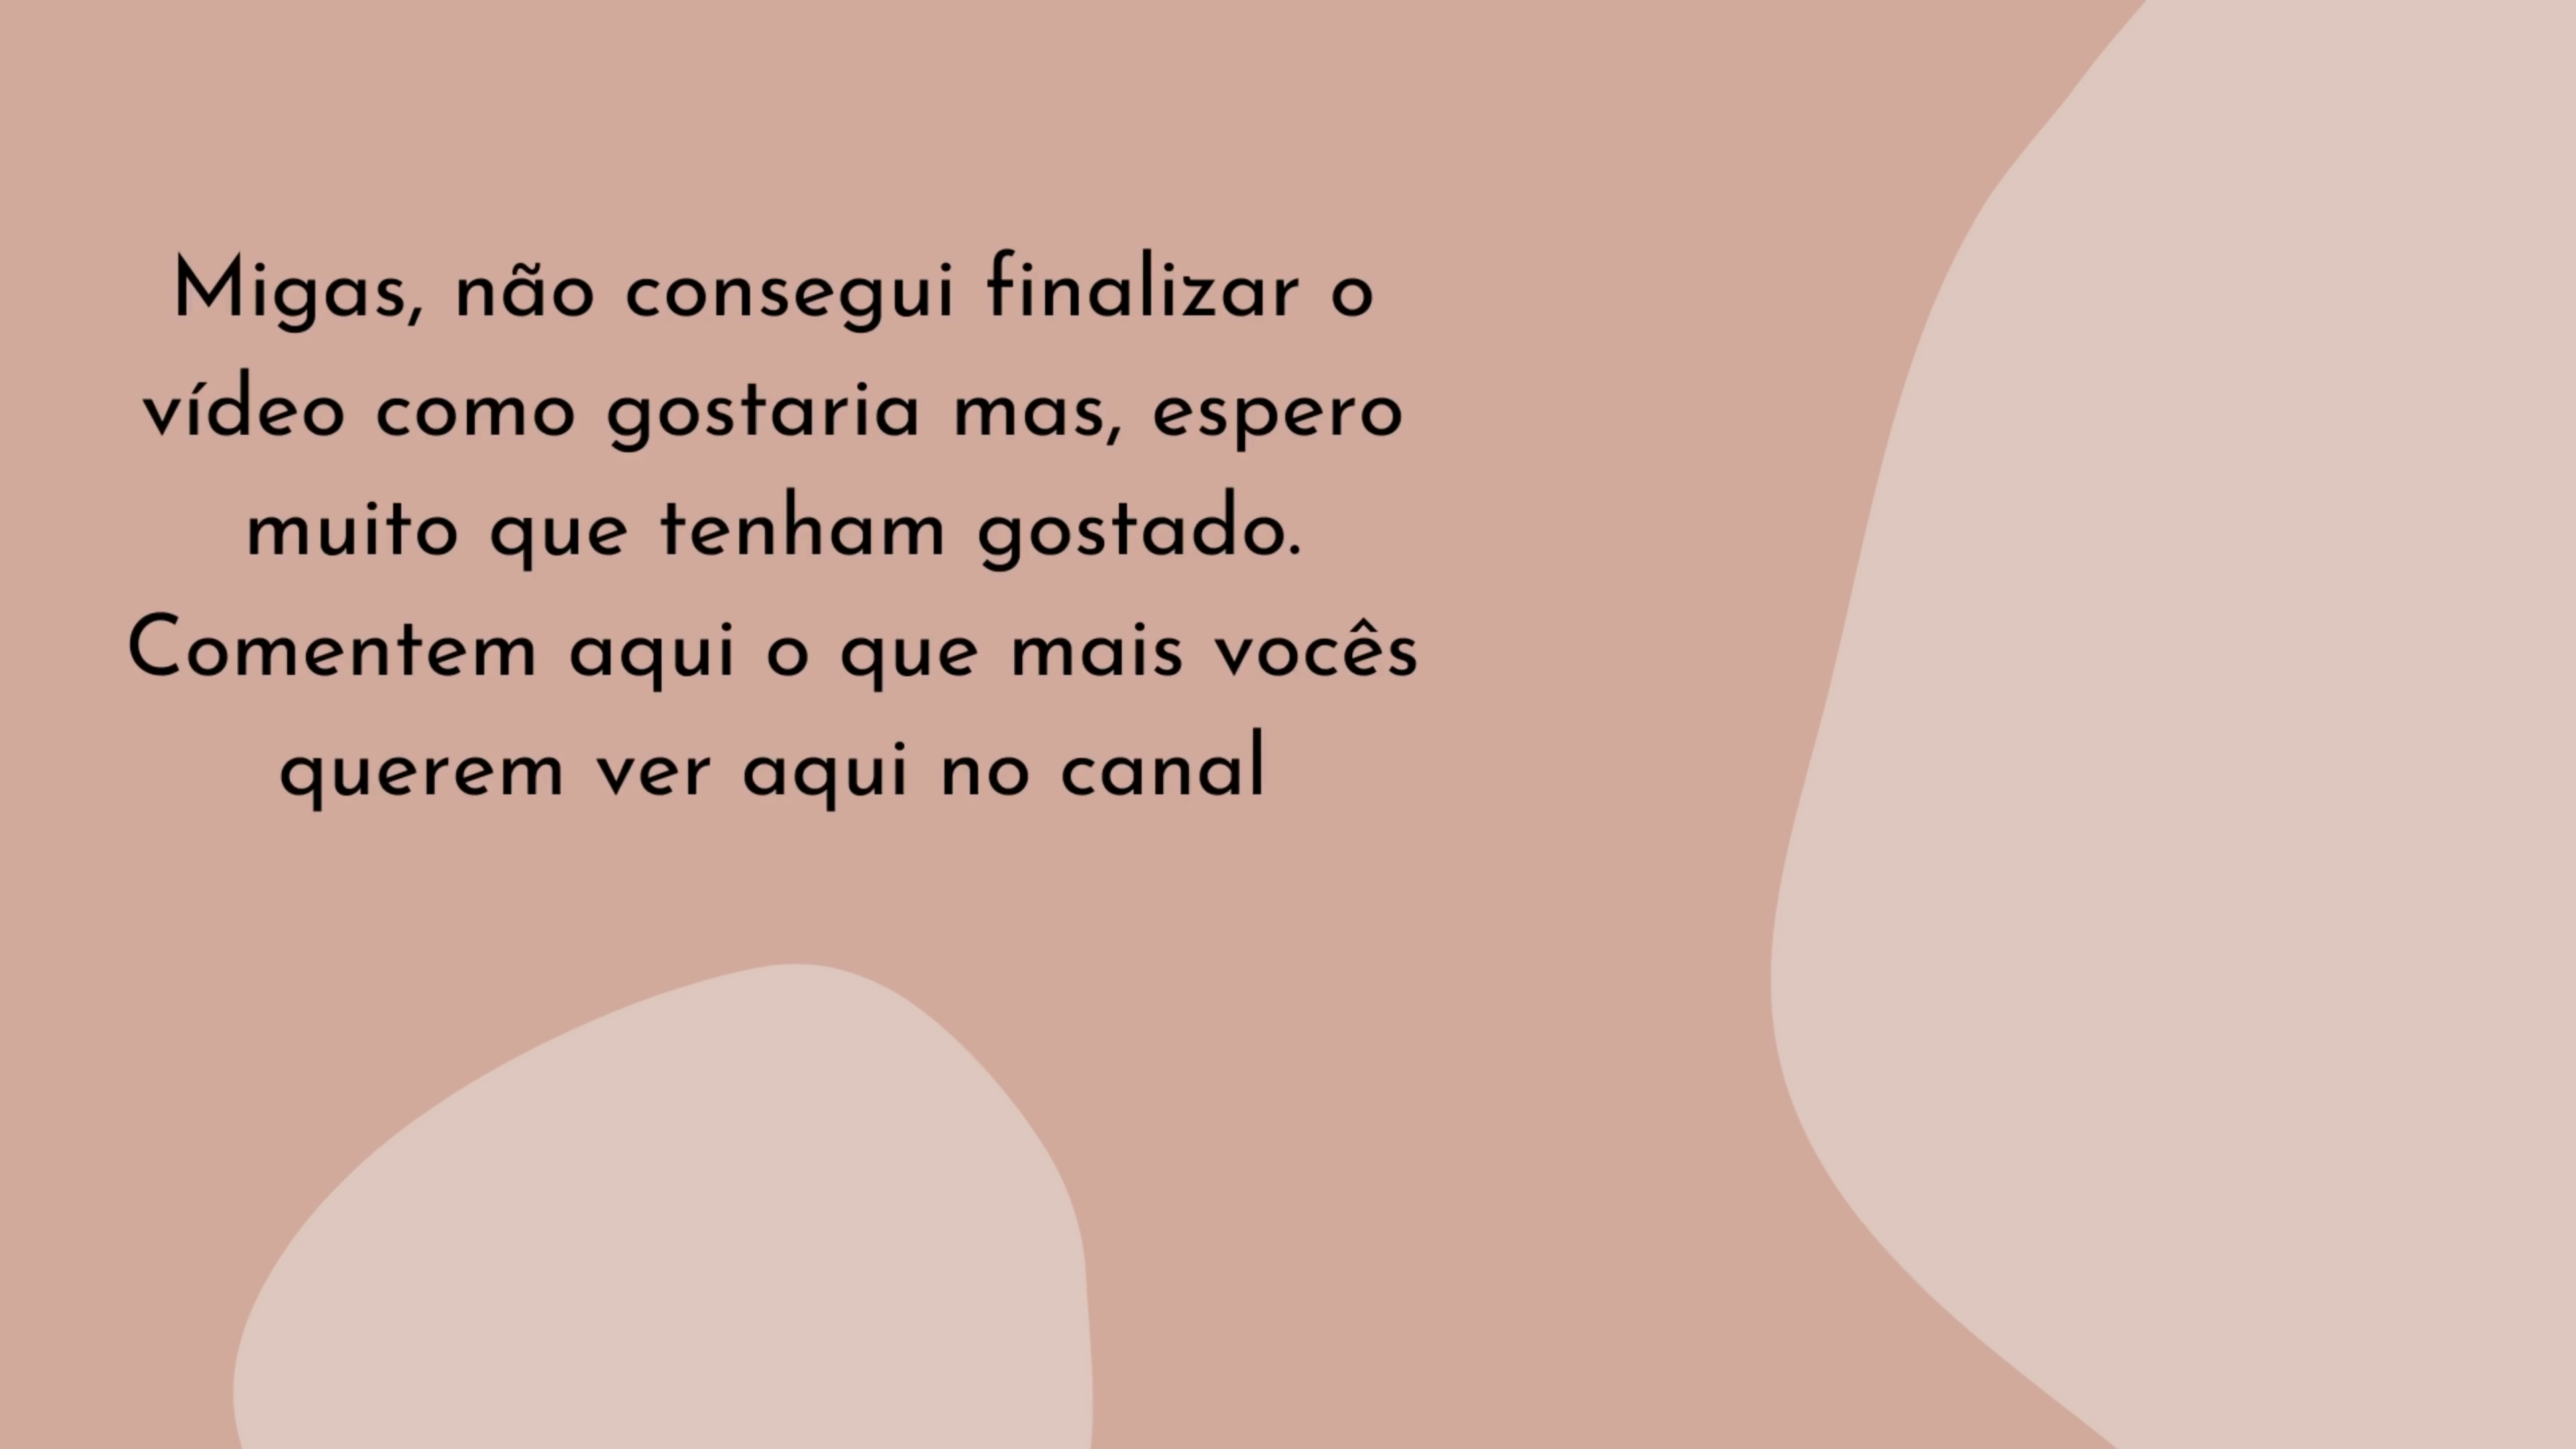 Migas, não consegui finalizar o
vídeo como gostaria mas, espero
muito que tenham gostado.
Comentem aqui o que mais vocês
querem ver aqui no canal